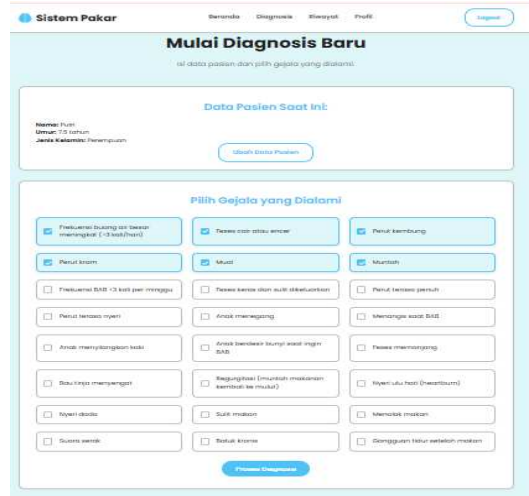 Sistem Pakar
Beranda Diagnosis Riwayat Profil Logout
Mulai Diagnosis Baru
Isi data pasien dan pilih gejala yang dialami.
Data Pasien Saat Ini:
Nama: Putri
Umur: 7.5 tahun
Jenis Kelamin: Perempuan
Ubah Data Pasien
Pilih Gejala yang Dialami
Frekuensi buang air besar
meningkat (>3 kali/hari)
Feses cair atau encer
Perut kembung
Perut kram
Mual
Muntah
Frekuensi BAB <3 kali per minggu
Feses keras dan sulit dikeluarkan
Perut terasa penuh
Perut terasa nyeri
Anak menegang
Menangis saat BAB
Anak menyilangkan kaki
Anak berdesir bunyi saat ingin
BAB
Feses memanjang
Bau tinja menyengat
Regurgitasi (muntah makanan
kembali ke mulut)
Nyeri ulu hati (heartburn)
Nyeri dada
Sulit makan
Menolak makan
Suara serak
Batuk kronis
Gangguan tidur setelah makan
Proses Diagnosis